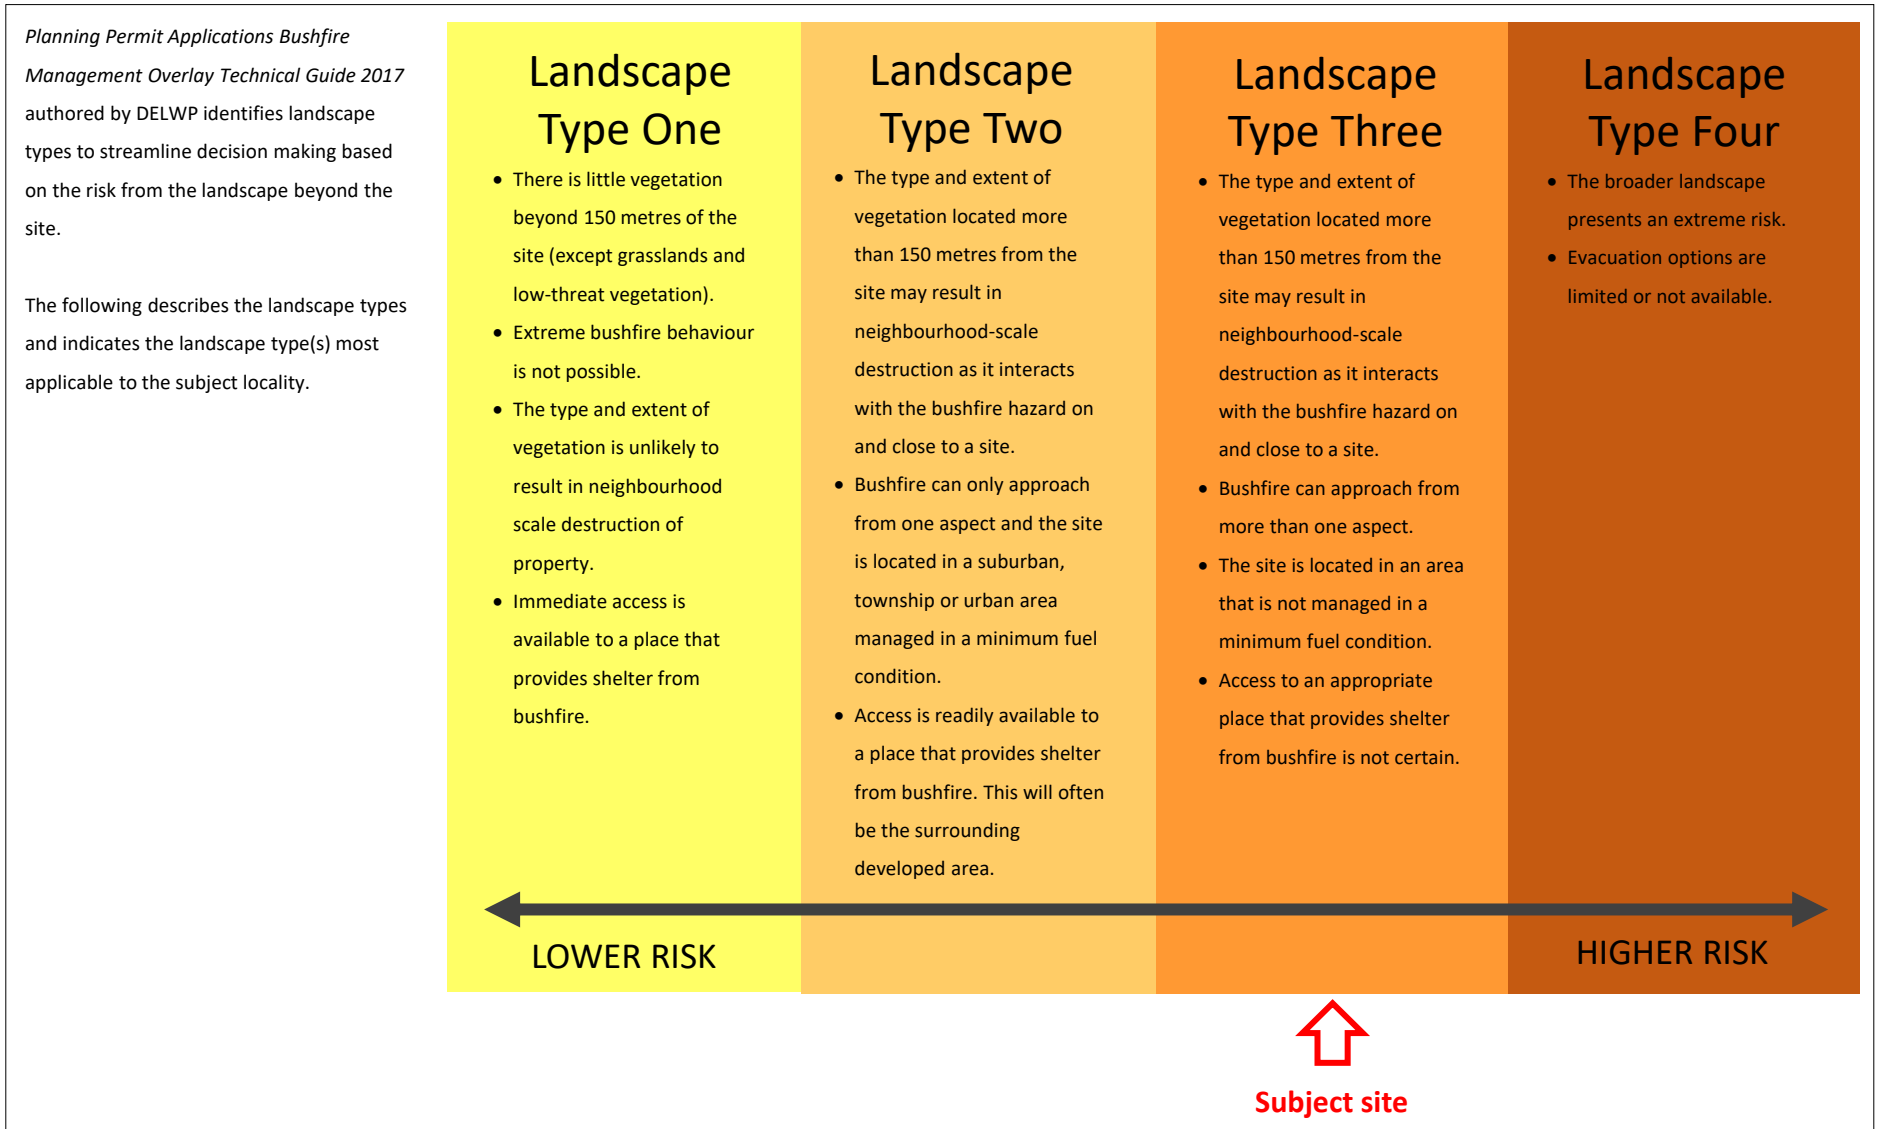 Planning Permit Applications Bushfire
Management Overlay Technical Guide 2017
authored by DELWP identifies landscape
types to streamline decision making based
on the risk from the landscape beyond the
site.
The following describes the landscape types
and indicates the landscape type(s) most
applicable to the subject locality.
Landscape
Type One
• There is little vegetation
beyond 150 metres of the
site (except grasslands and
low-threat vegetation).
• Extreme bushfire behaviour
is not possible.
• The type and extent of
vegetation is unlikely to
result in neighbourhood
scale destruction of
property.
• Immediate access is
available to a place that
provides shelter from
bushfire.
Landscape
Type Two
• The type and extent of
vegetation located more
than 150 metres from the
site may result in
neighbourhood-scale
destruction as it interacts
with the bushfire hazard on
and close to a site.
• Bushfire can only approach
from one aspect and the site
is located in a suburban,
township or urban area
managed in a minimum fuel
condition.
• Access is readily available to
a place that provides shelter
from bushfire. This will often
be the surrounding
developed area.
Landscape
Type Three
• The type and extent of
vegetation located more
than 150 metres from the
site may result in
neighbourhood-scale
destruction as it interacts
with the bushfire hazard on
and close to a site.
• Bushfire can approach from
more than one aspect.
• The site is located in an area
that is not managed in a
minimum fuel condition.
• Access to an appropriate
place that provides shelter
from bushfire is not certain.
Landscape
Type Four
• The broader landscape
presents an extreme risk.
• Evacuation options are
limited or not available.
LOWER RISK
HIGHER RISK
Subject site